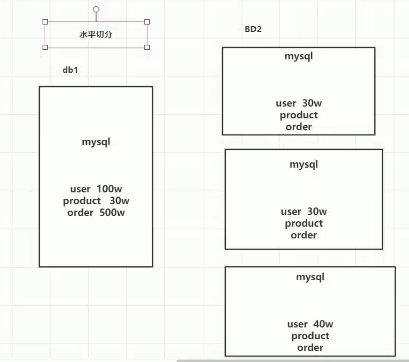 水平切分
db1
mysql
user 100w
product 30w
order 500w
BD2
mysql
user 30w
product
order
mysql
user 30w
product
order
mysql
user 40w
product
order